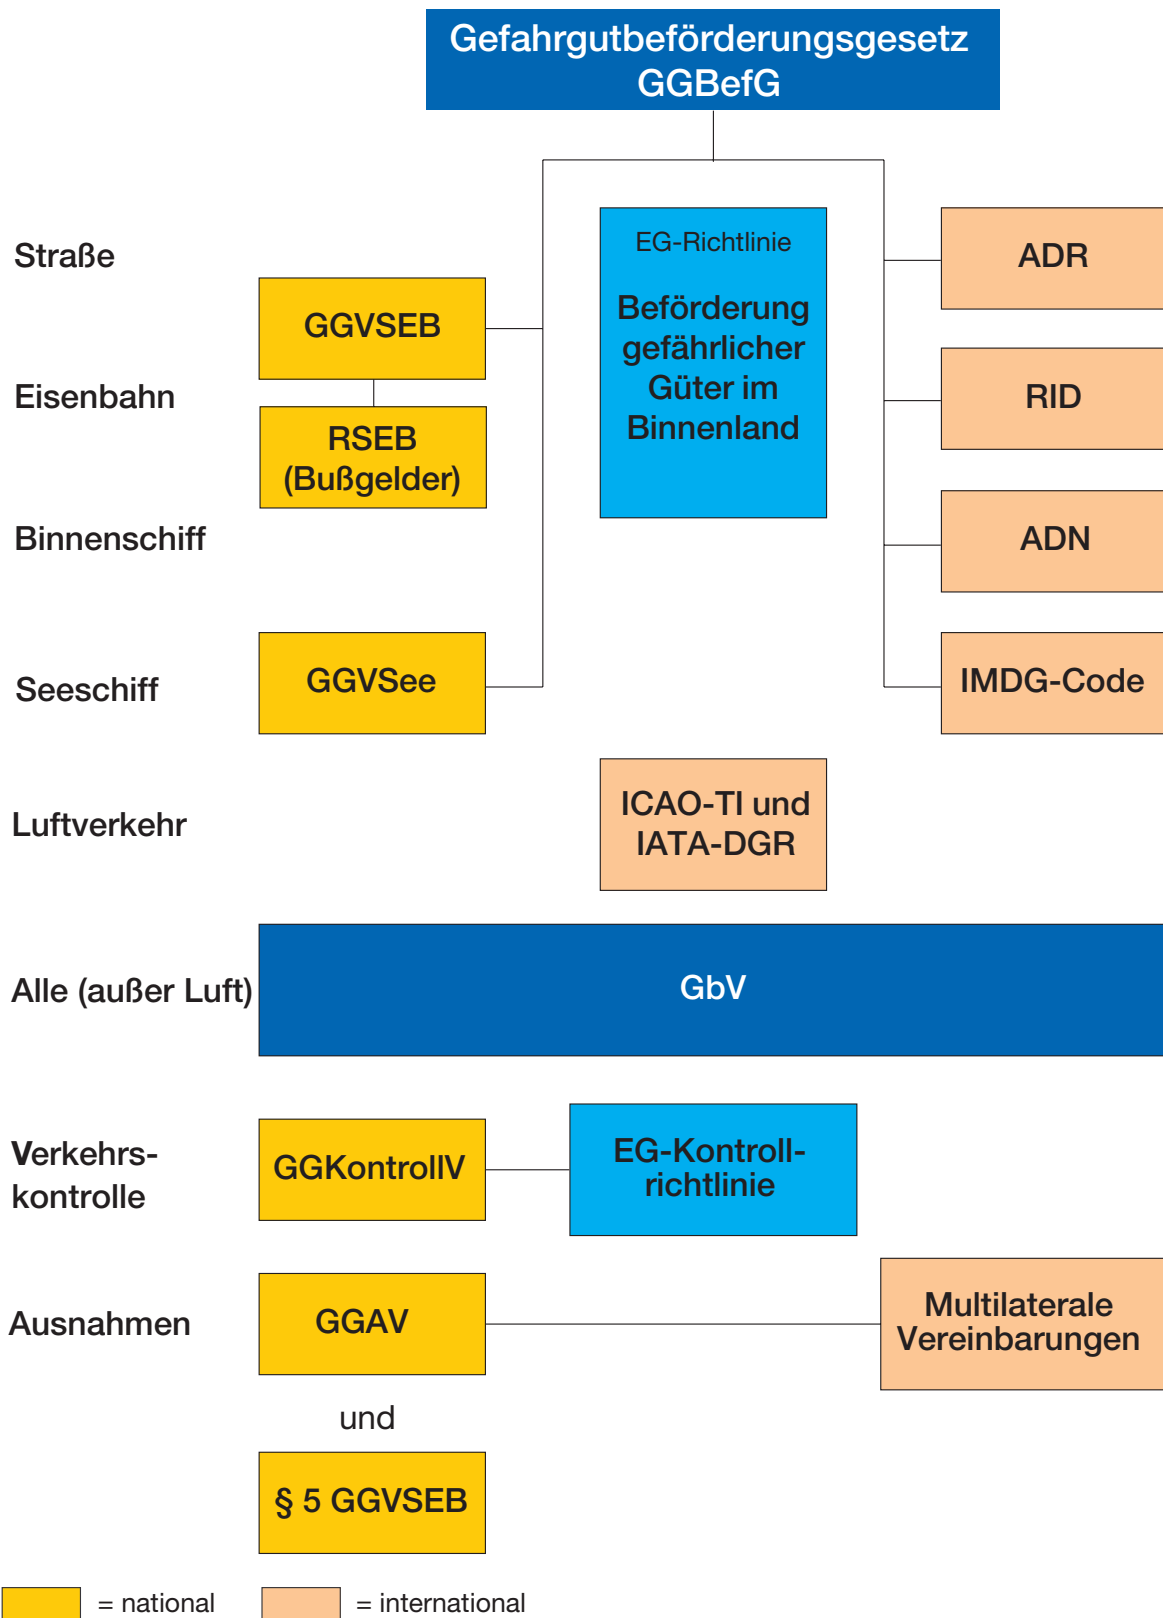 Gefahrgutbeförderungsgesetz
GGBefG
Straße
EG-Richtlinie
Beförderung
gefährlicher
Güter im
Binnenland
ADR
GGVSEB
Eisenbahn
RID
RSEB
(Bußgelder)
Binnenschiff
ADN
Seeschiff
GGVSee
IMDG-Code
Luftverkehr
ICAO-TI und
IATA-DGR
Alle (außer Luft)
GbV
Verkehrs-
kontrolle
GGKontrollV
EG-Kontroll-
richtlinie
Ausnahmen
GGAV
Multilaterale
Vereinbarungen
und
§ 5 GGVSEB
= national
= international